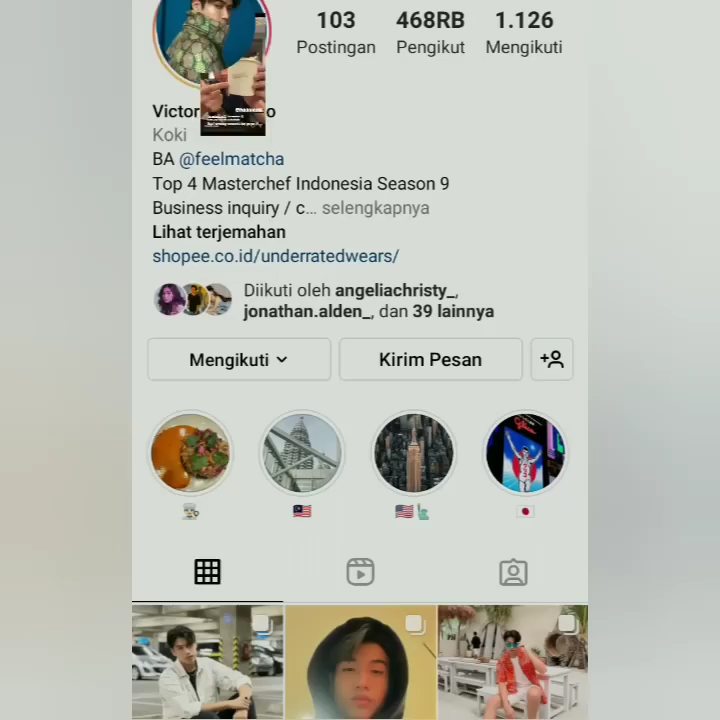 103 468RB 1.126
Postingan Pengikut Mengikuti
Victor o
Koki
BA @feelmatcha
Top 4 Masterchef Indonesia Season 9
Business inquiry / c... selengkapnya
Lihat terjemahan
shopee.co.id/underratedwears/
Diikuti oleh angeliachristy_,
jonathan.alden_, dan 39 lainnya
Mengikuti Kirim Pesan